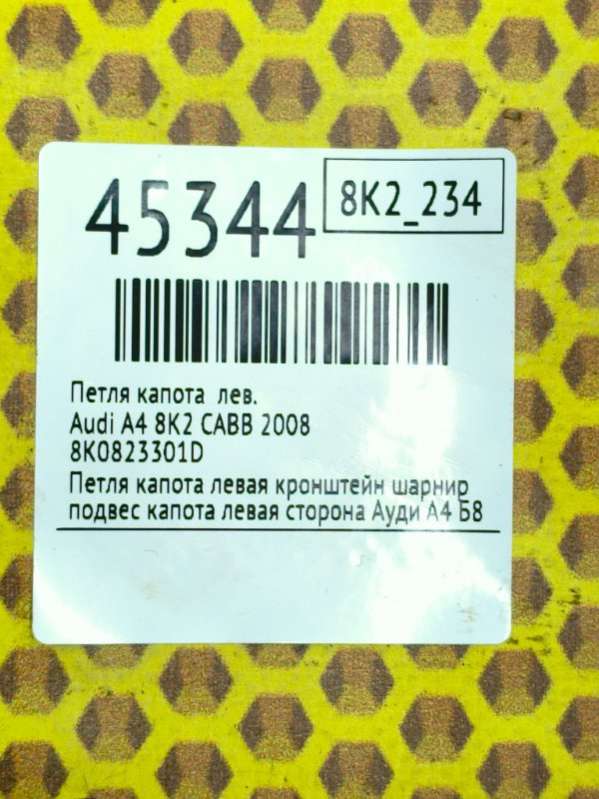 45344
8K2_234
Петля капота лев.
Audi A4 8K2 CABB 2008
8K0823301D
Петля капота левая кронштейн шарнир
подвес капота левая сторона Ауди А4 Б8